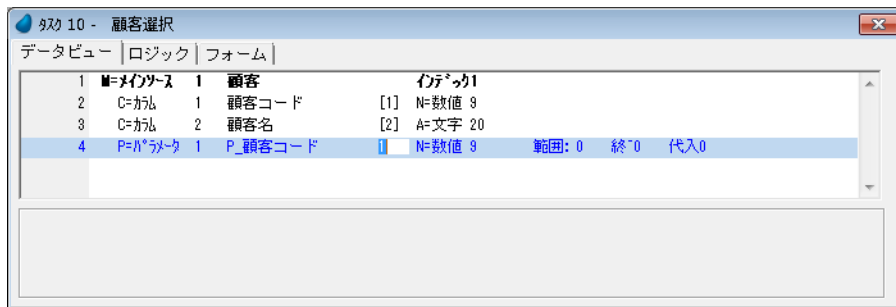 ﾀｽｸ 10 - 顧客選択
データビュー ロジック フォーム
1 M=ﾒｲﾝｿｰｽ 1 顧客 ｲﾝﾃﾞｯｸ1
2 C=ｶﾗﾑ 1 顧客コード [1] N=数値 9
3 C=ｶﾗﾑ 2 顧客名 [2] A=文字 20
4 P=ﾊﾟﾗﾒｰﾀ 1 P_顧客コード 1 N=数値 9 範囲: 0 終ﾞ0 代入0